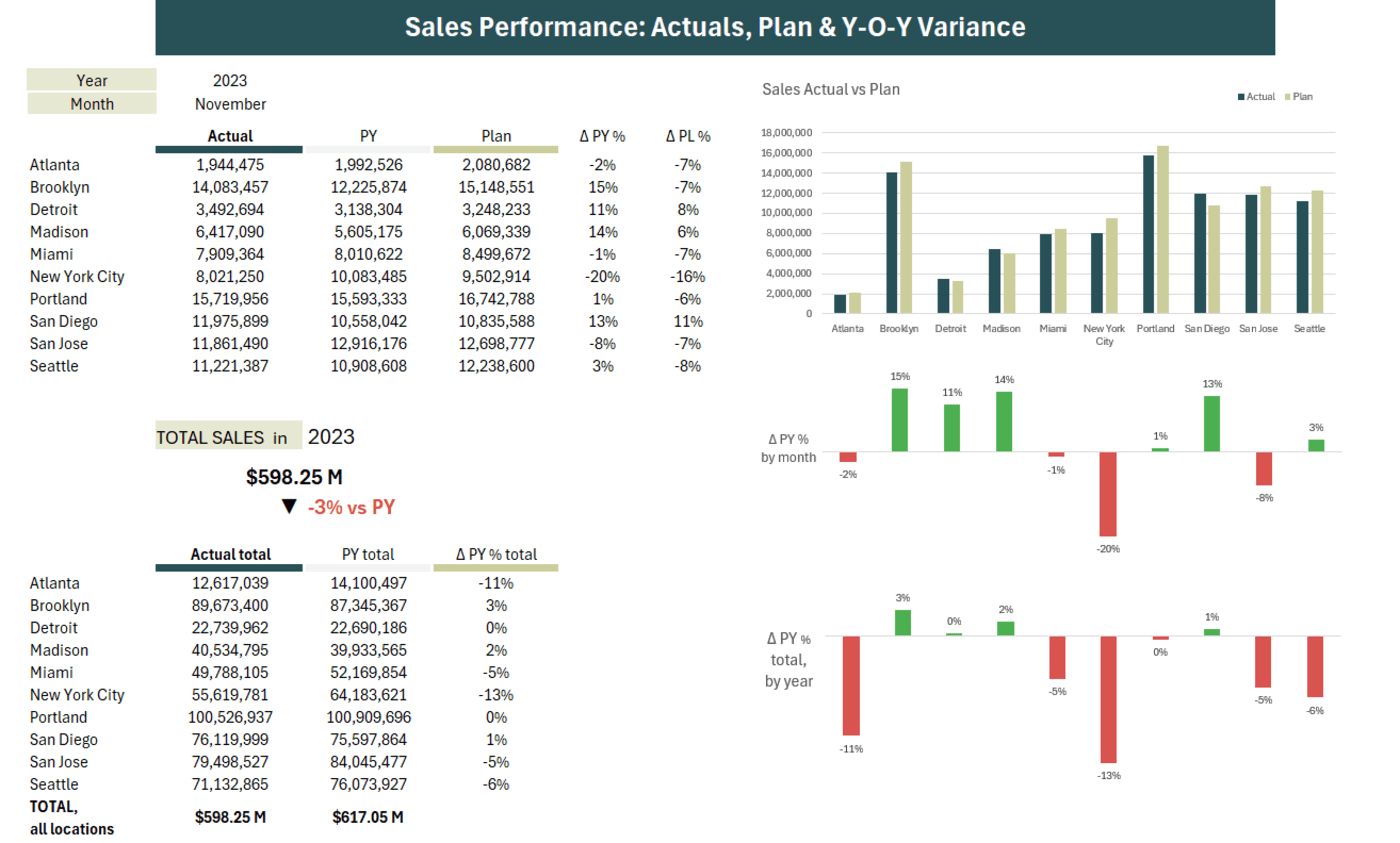 Sales Performance: Actuals, Plan & Y-O-Y Variance
Year 2023
Month November
Actual PY Plan Δ PY % Δ PL %
Atlanta 1,944,475 1,992,526 2,080,682 -2% -7%
Brooklyn 14,083,457 12,225,874 15,148,551 15% -7%
Detroit 3,492,694 3,138,304 3,248,233 11% 8%
Madison 6,417,090 5,605,175 6,069,339 14% 6%
Miami 7,909,364 8,010,622 8,499,672 -1% -7%
New York City 8,021,250 10,083,485 9,502,914 -20% -16%
Portland 15,719,956 15,593,333 16,742,788 1% -6%
San Diego 11,975,899 10,558,042 10,835,588 13% 11%
San Jose 11,861,490 12,916,176 12,698,777 -8% -7%
Seattle 11,221,387 10,908,608 12,238,600 3% -8%
TOTAL SALES in 2023
$598.25 M
▼ -3% vs PY
Actual total PY total Δ PY % total
Atlanta 12,617,039 14,100,497 -11%
Brooklyn 89,673,400 87,345,367 3%
Detroit 22,739,962 22,690,186 0%
Madison 40,534,795 39,933,565 2%
Miami 49,788,105 52,169,854 -5%
New York City 55,619,781 64,183,621 -13%
Portland 100,526,937 100,909,696 0%
San Diego 76,119,999 75,597,864 1%
San Jose 79,498,527 84,045,477 -5%
Seattle 71,132,865 76,073,927 -6%
TOTAL,
all locations $598.25 M $617.05 M
Sales Actual vs Plan
Actual Plan
18,000,000
16,000,000
14,000,000
12,000,000
10,000,000
8,000,000
6,000,000
4,000,000
2,000,000
0
Atlanta Brooklyn Detroit Madison Miami New York Portland San Diego San Jose Seattle
City
Δ PY %
by month
-2% 15% 11% 14% -1% -20% 1% 13% -8% 3%
Δ PY %
total,
by year
-11% 3% 0% 2% -5% -13% 0% 1% -5% -6%